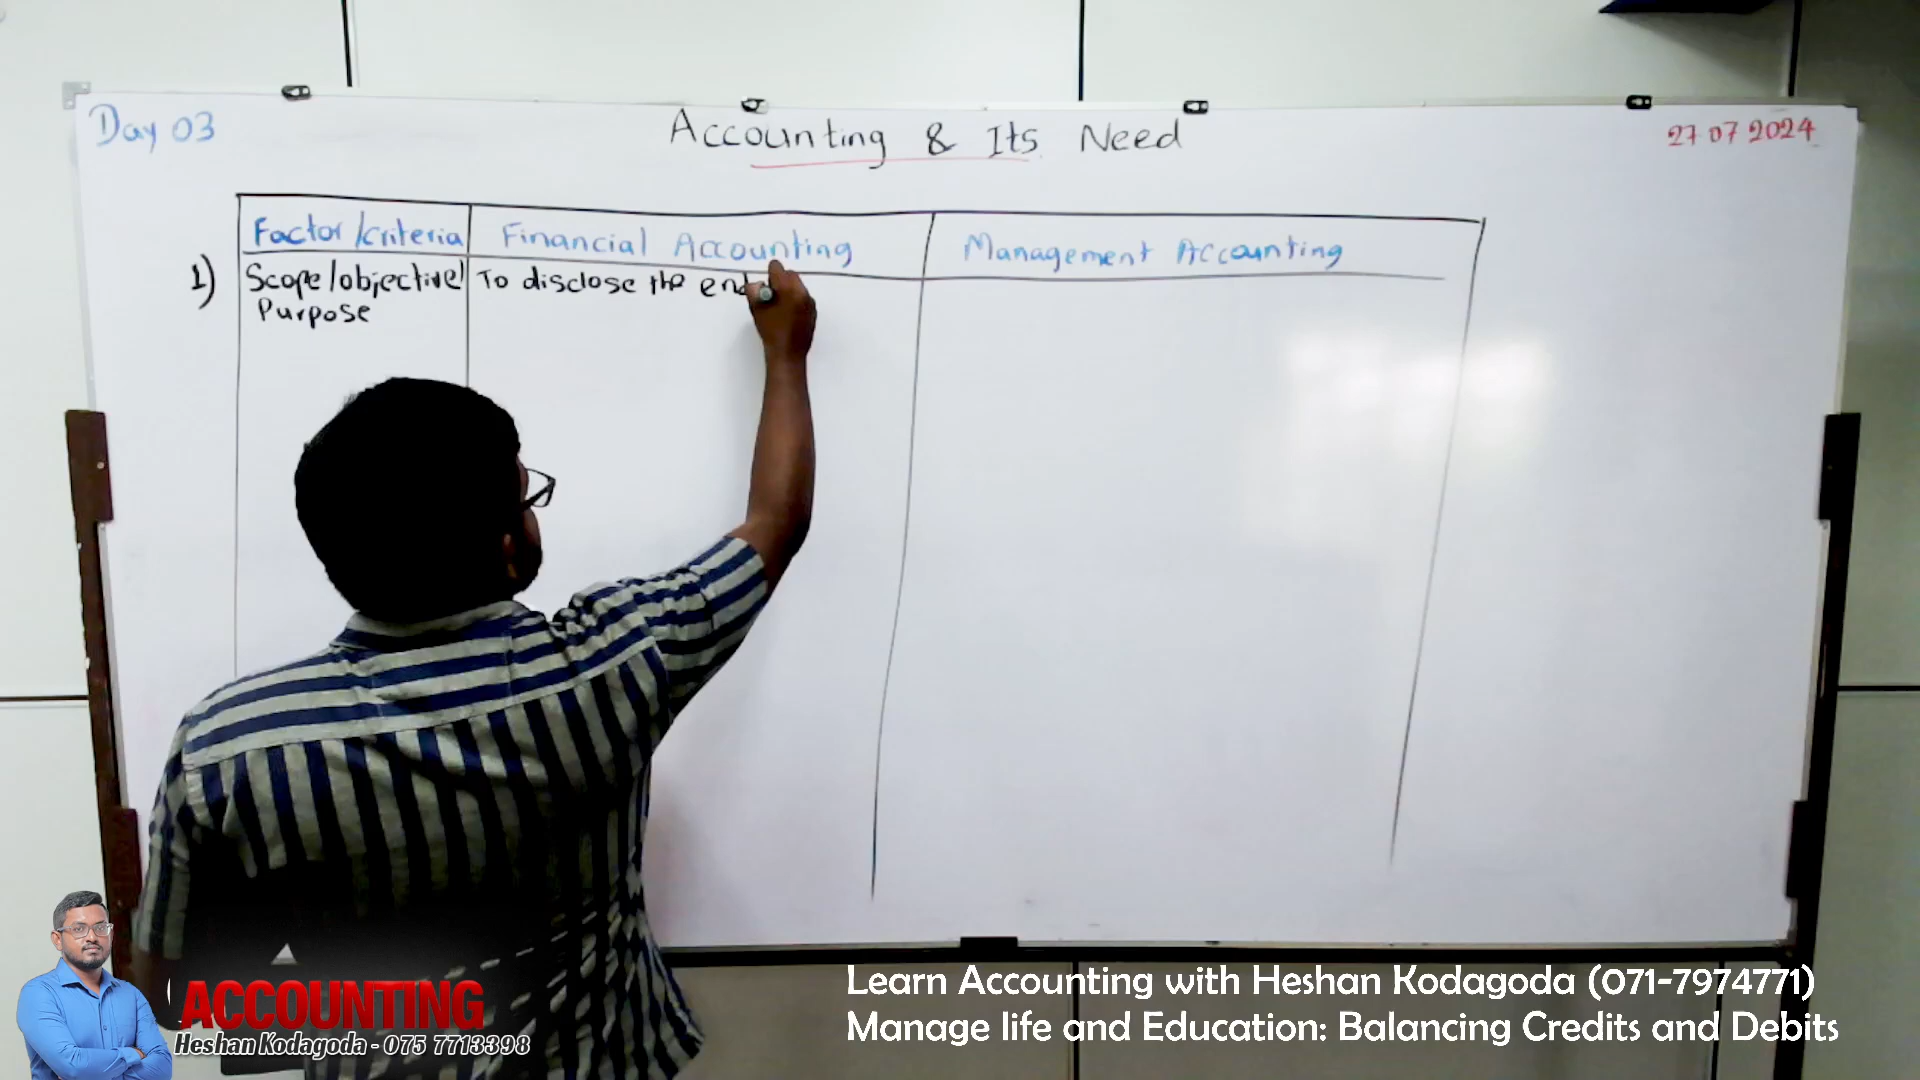 Day 03
Accounting & Its Need
27 07 2024
Factor/criteria
Financial Accounting
Management Accounting
1)
Scope/objective/
Purpose
To disclose the end
ACCOUNTING
Heshan Kodagoda - 075 7713398
Learn Accounting with Heshan Kodagoda (071-7974771)
Manage life and Education: Balancing Credits and Debits